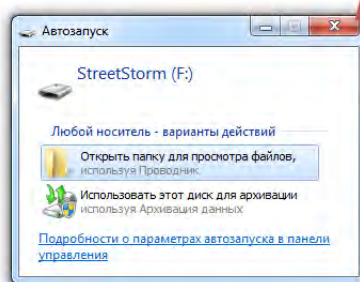 Автозапуск
StreetStorm (F:)
Любой носитель - варианты действий
Открыть папку для просмотра файлов,
используя Проводник
Использовать этот диск для архивации
используя Архивация данных
Подробности о параметрах автозапуска в панели
управления